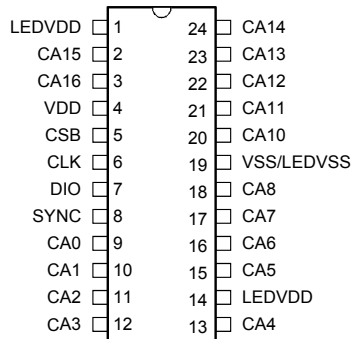 LEDVDD 1 24 CA14
CA15 2 23 CA13
CA16 3 22 CA12
VDD 4 21 CA11
CSB 5 20 CA10
CLK 6 19 VSS/LEDVSS
DIO 7 18 CA8
SYNC 8 17 CA7
CA0 9 16 CA6
CA1 10 15 CA5
CA2 11 14 LEDVDD
CA3 12 13 CA4